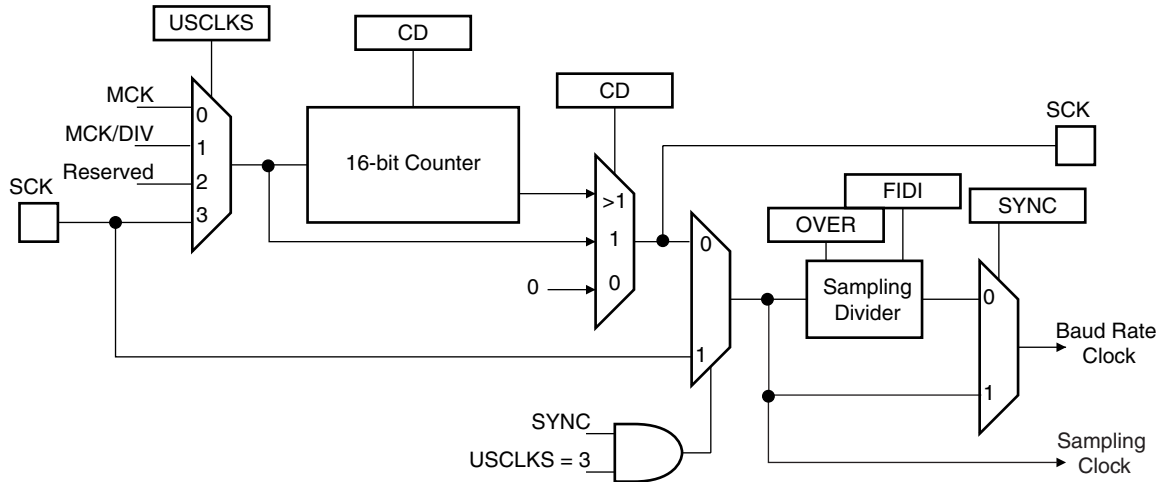 USCLKS
CD
CD
MCK
0
SCK
MCK/DIV
1
16-bit Counter
Reserved
2
FIDI
SCK
3
>1
SYNC
OVER
1
0
0
0
Sampling
Divider
0
Baud Rate
Clock
1
1
SYNC
USCLKS = 3
Sampling
Clock